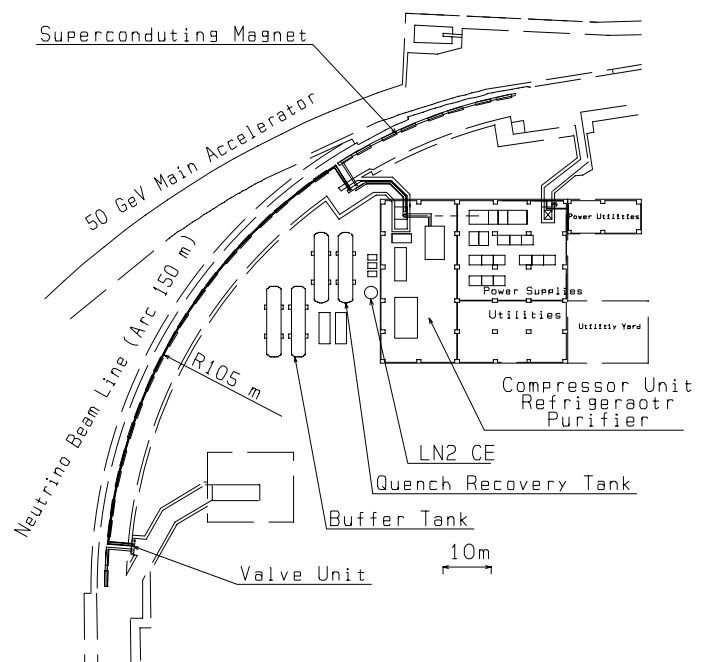 Superconduting Magnet
50 GeV Main Accelerator
Neutrino Beam Line (Arc 150 m)
R105 m
Power Utilities
Power Supplies
Utilities
Utiltiy Yard
Compressor Unit
Refrigeraotr
Purifier
LN2 CE
Quench Recovery Tank
Buffer Tank
10m
Valve Unit